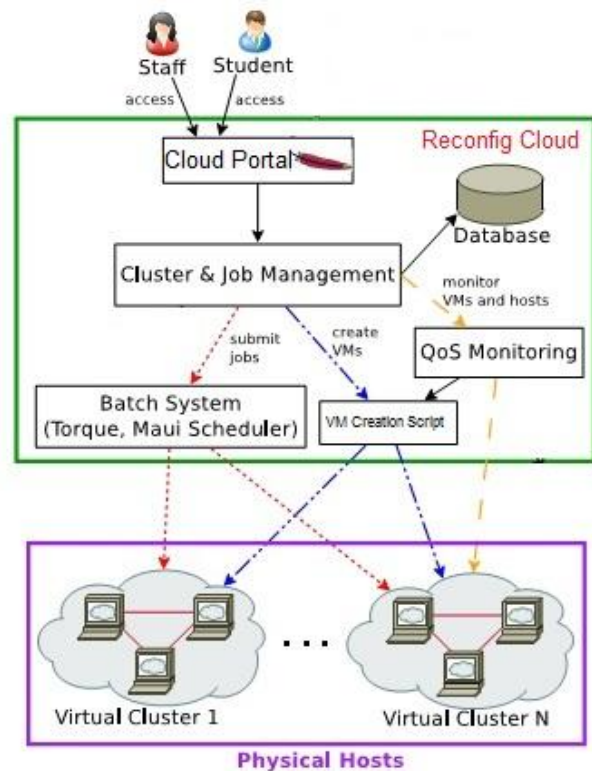 Staff
Student
access
access
Reconfig Cloud
Cloud Portal
Database
Cluster & Job Management
monitor
VMs and hosts
submit
jobs
create
VMs
QoS Monitoring
Batch System
(Torque, Maui Scheduler)
VM Creation Script
. . .
Virtual Cluster 1
Virtual Cluster N
Physical Hosts